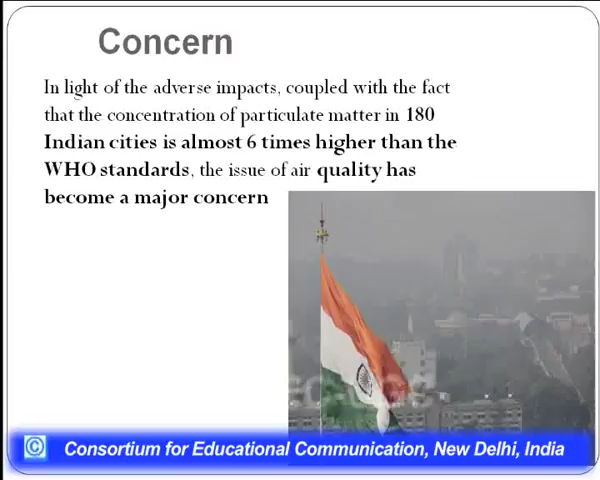 Concern
In light of the adverse impacts, coupled with the fact
that the concentration of particulate matter in 180
Indian cities is almost 6 times higher than the
WHO standards, the issue of air quality has
become a major concern
© Consortium for Educational Communication, New Delhi, India